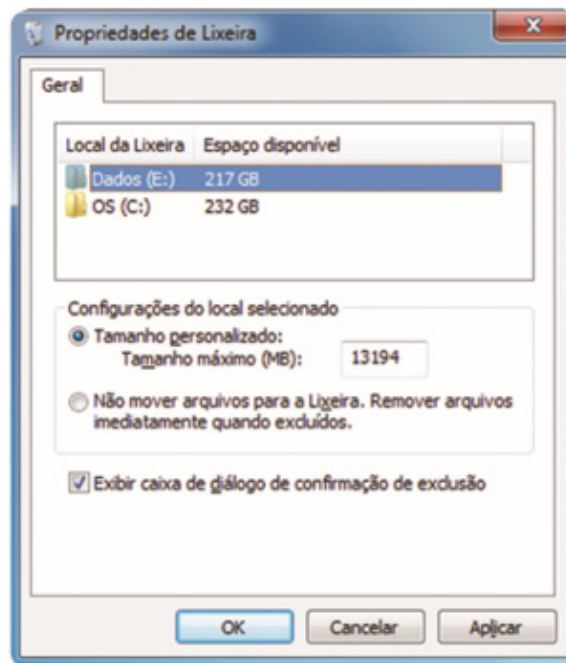 Propriedades de Lixeira
Geral
Local da Lixeira Espaço disponível
Dados (E:) 217 GB
OS (C:) 232 GB
Configurações do local selecionado
Tamanho personalizado:
Tamanho máximo (MB): 13194
Não mover arquivos para a Lixeira. Remover arquivos
imediatamente quando excluídos.
Exibir caixa de diálogo de confirmação de exclusão
OK Cancelar Aplicar